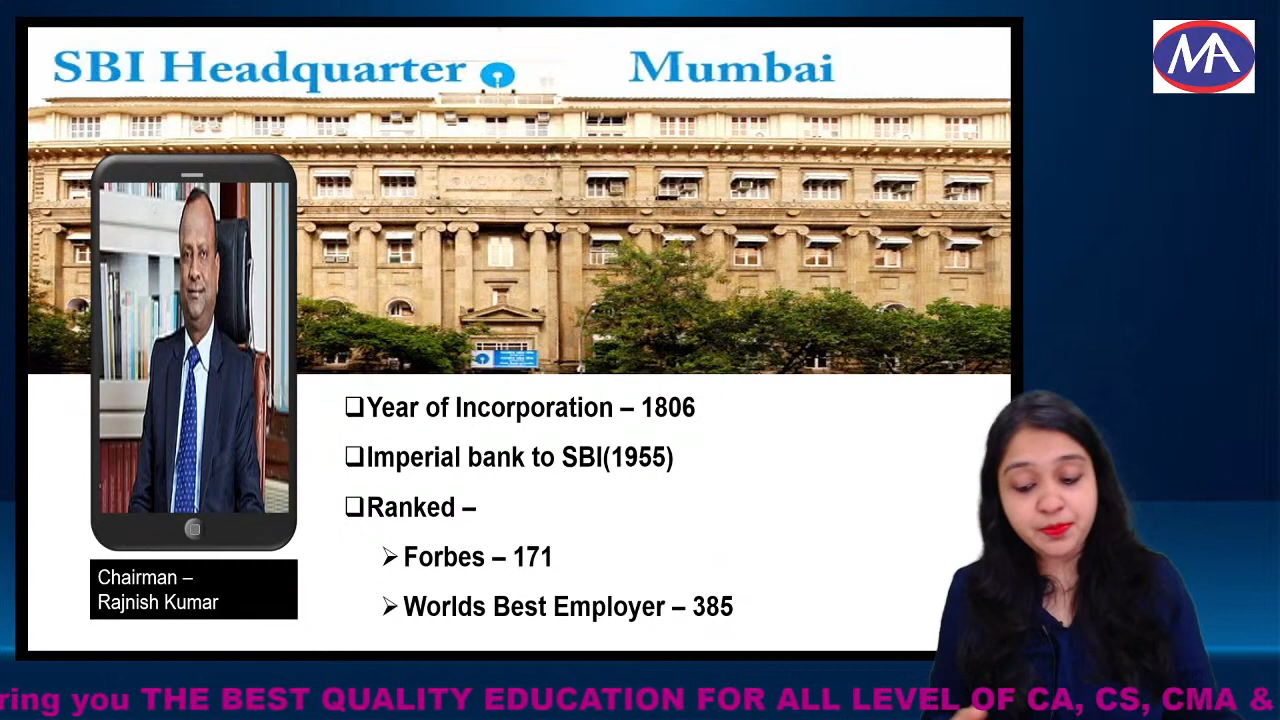 SBI Headquarter Mumbai
MA
Year of Incorporation – 1806
Imperial bank to SBI(1955)
Ranked –
Forbes – 171
Worlds Best Employer – 385
Chairman –
Rajnish Kumar
ring you THE BEST QUALITY EDUCATION FOR ALL LEVEL OF CA, CS, CMA &